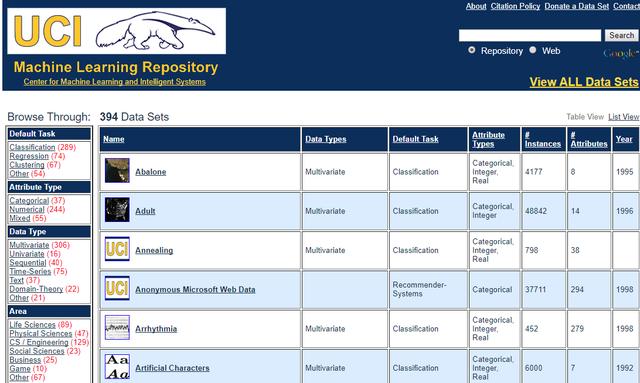 About Citation Policy Donate a Data Set Contact
UCI
Search
Repository Web
Google™
Machine Learning Repository
Center for Machine Learning and Intelligent Systems
View ALL Data Sets
Browse Through:
Default Task
Classification (289)
Regression (74)
Clustering (67)
Other (54)
Attribute Type
Categorical (37)
Numerical (244)
Mixed (55)
Data Type
Multivariate (306)
Univariate (16)
Sequential (40)
Time-Series (75)
Text (37)
Domain-Theory (22)
Other (21)
Area
Life Sciences (89)
Physical Sciences (47)
CS / Engineering (129)
Social Sciences (23)
Business (25)
Game (10)
Other (67)
394 Data Sets
Table View List View
Name Data Types Default Task Attribute Types # Instances # Attributes Year
Abalone Multivariate Classification Categorical, Integer, Real 4177 8 1995
Adult Multivariate Classification Categorical, Integer 48842 14 1996
UCI Annealing Multivariate Classification Categorical, Integer, Real 798 38
UCI Anonymous Microsoft Web Data Recommender-Systems Categorical 37711 294 1998
Arrhythmia Multivariate Classification Categorical, Integer, Real 452 279 1998
Aa Aa Artificial Characters Multivariate Classification Categorical, Integer, Real 6000 7 1992